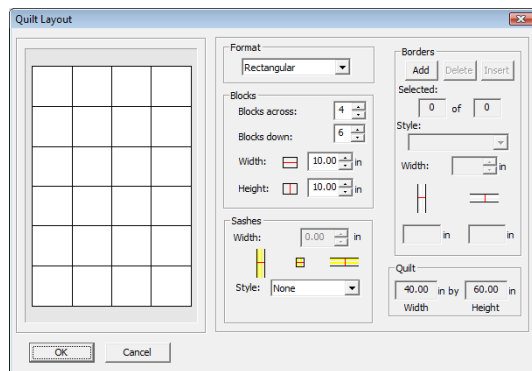 Quilt Layout
Format
Rectangular
Blocks
Blocks across: 4
Blocks down: 6
Width: 10.00 in
Height: 10.00 in
Sashes
Width: 0.00 in
Style: None
Borders
Add Delete Insert
Selected:
0 of 0
Style:
Width: in
in in
Quilt
40.00 in by 60.00 in
Width Height
OK Cancel